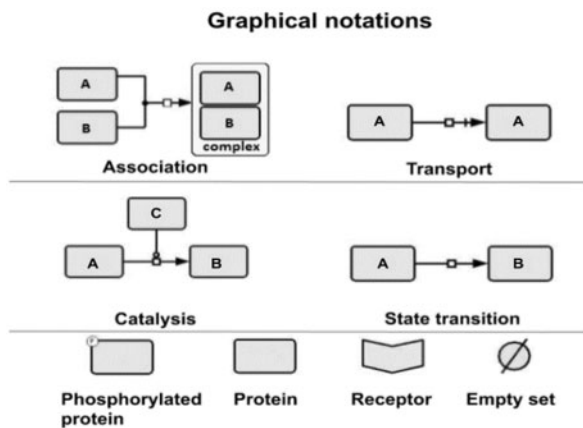 Graphical notations
A
B
A
B
complex
A
A
Association
Transport
C
A
B
A
B
Catalysis
State transition
P
Phosphorylated
protein
Protein
Receptor
Empty set